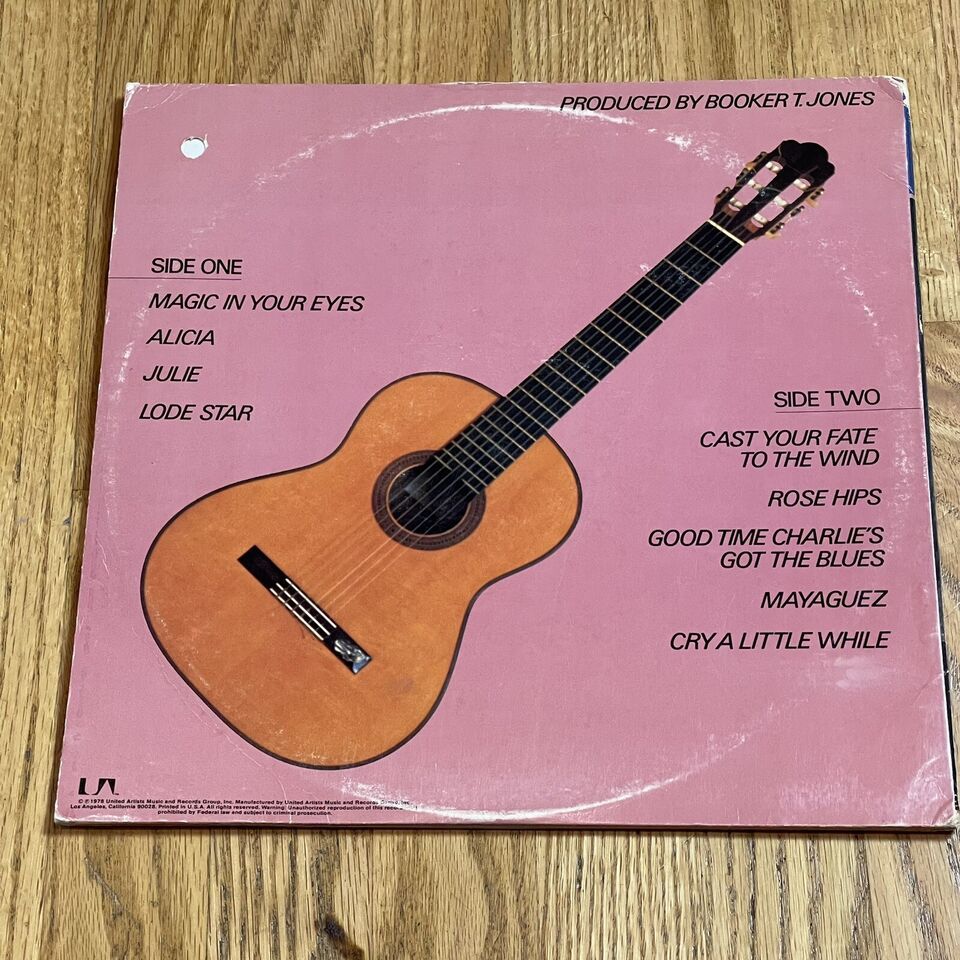 PRODUCED BY BOOKER T. JONES
SIDE ONE
MAGIC IN YOUR EYES
ALICIA
JULIE
LODE STAR
SIDE TWO
CAST YOUR FATE
TO THE WIND
ROSE HIPS
GOOD TIME CHARLIE'S
GOT THE BLUES
MAYAGUEZ
CRY A LITTLE WHILE
UA
© ℗ 1978 United Artists Music and Records Group, Inc. Manufactured by United Artists Music and Records Group, Inc.
Los Angeles, California 90028. Printed in U.S.A. All rights reserved. Warning: Unauthorized reproduction of this record
prohibited by Federal law and subject to criminal prosecution.